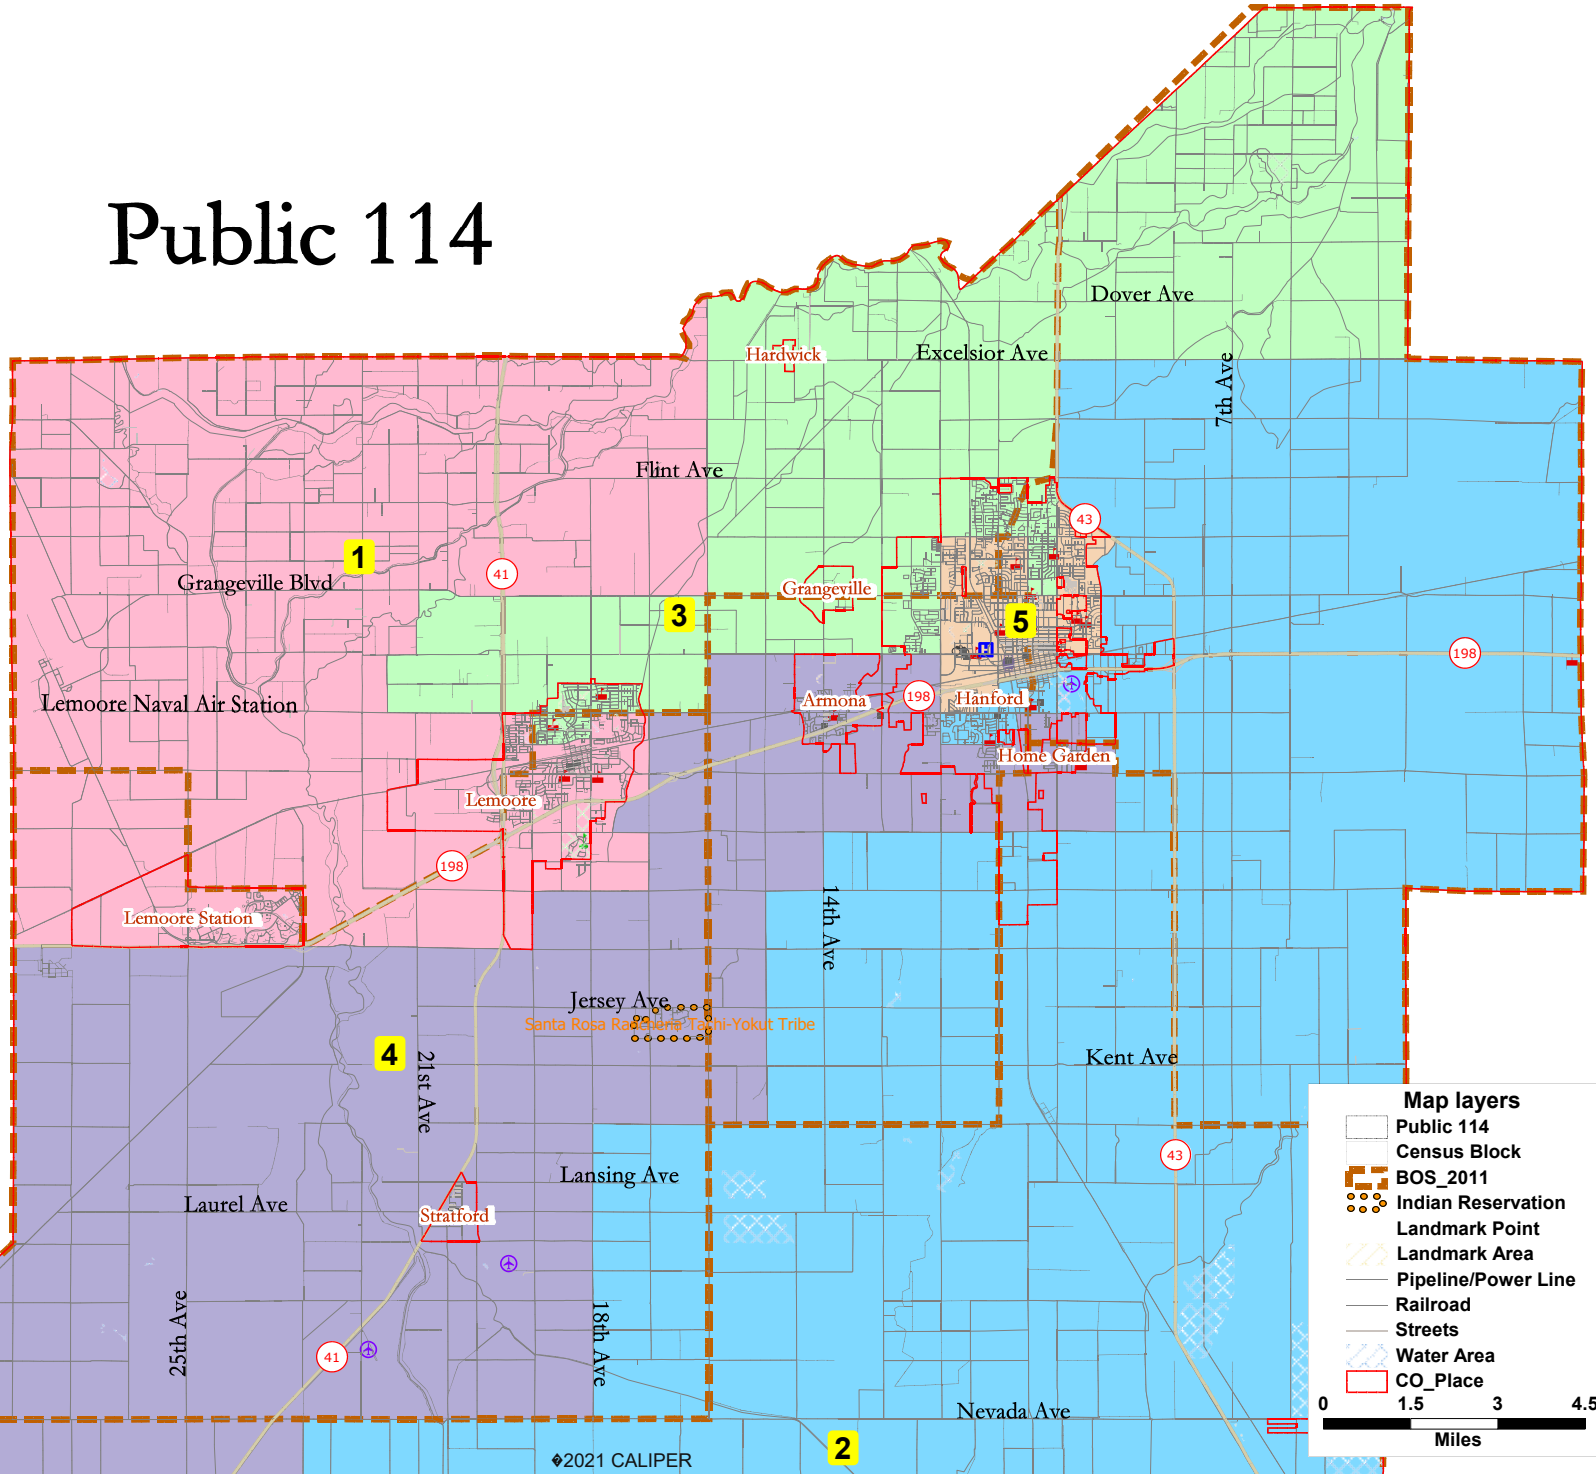 Public 114
Dover Ave
Hardwick
Excelsior Ave
7th Ave
Flint Ave
43
1
41
Grangeville Blvd
Grangeville
3
5
H
198
Lemoore Naval Air Station
Armona
198
Hanford
Home Garden
Lemoore
198
Lemoore Station
14th Ave
Jersey Ave
Santa Rosa Rancheria Tachi-Yokut Tribe
4
21st Ave
Kent Ave
43
Lansing Ave
Laurel Ave
Stratford
25th Ave
18th Ave
41
Nevada Ave
2
�2021 CALIPER
Map layers
Public 114
Census Block
BOS_2011
Indian Reservation
Landmark Point
Landmark Area
Pipeline/Power Line
Railroad
Streets
Water Area
CO_Place
0 1.5 3 4.5
Miles